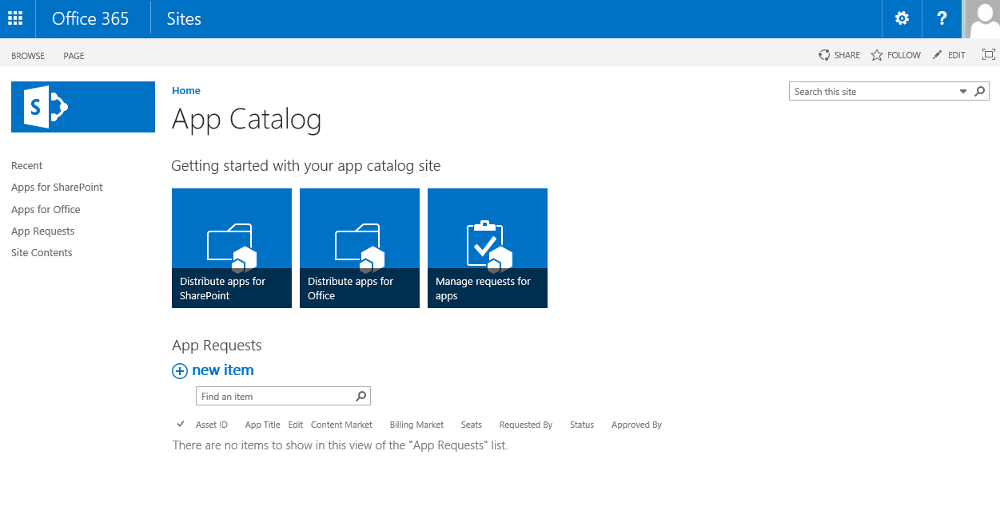 Office 365
Sites
?
BROWSE
PAGE
SHARE
FOLLOW
EDIT
S
Home
Search this site
App Catalog
Recent
Apps for SharePoint
Apps for Office
App Requests
Site Contents
Getting started with your app catalog site
Distribute apps for
SharePoint
Distribute apps for
Office
Manage requests for
apps
App Requests
new item
Find an item
Asset ID App Title Edit Content Market Billing Market Seats Requested By Status Approved By
There are no items to show in this view of the "App Requests" list.